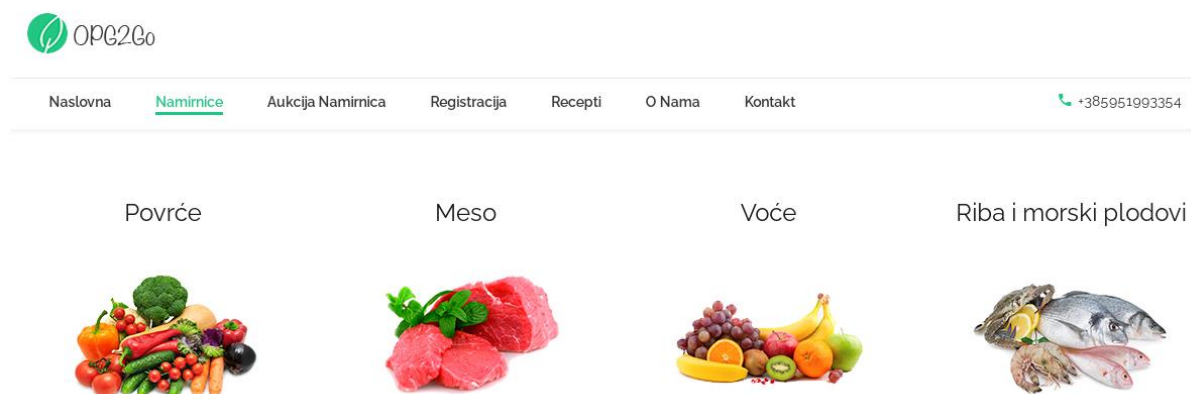 OPG2Go
Naslovna Namirnice Aukcija Namirnica Registracija Recepti O Nama Kontakt +385951993354
Povrće Meso Voće Riba i morski plodovi